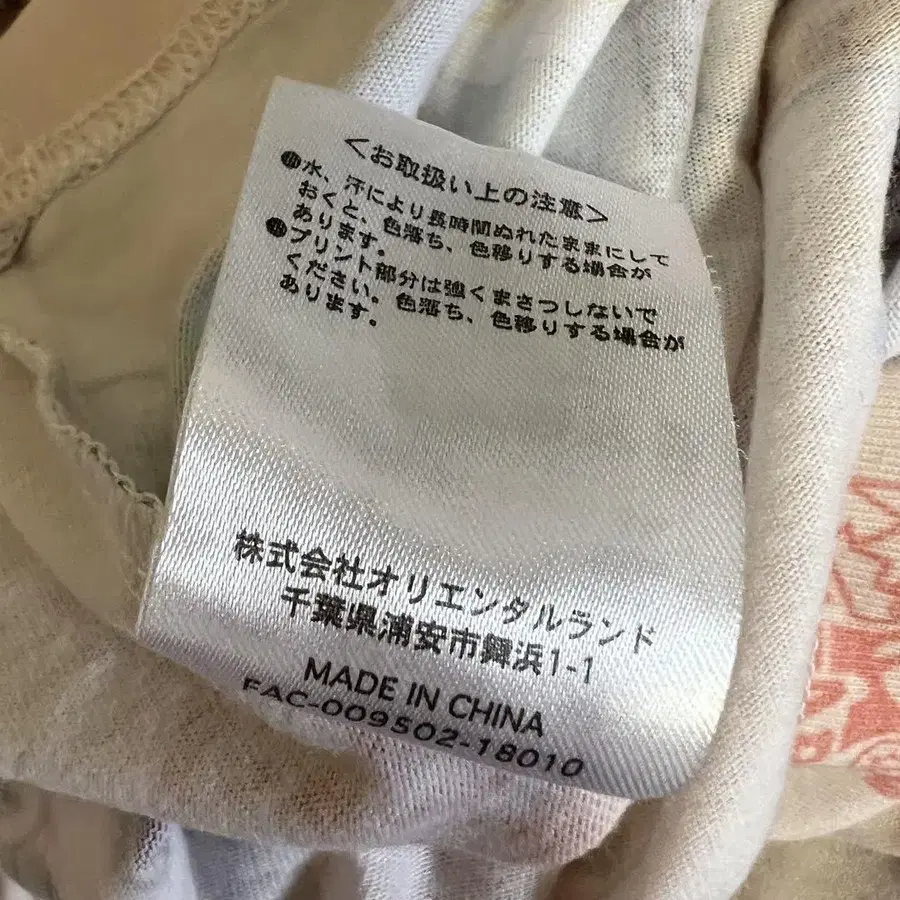 <お取扱い上の注意>
●水、汗により長時間ぬれたままにして
おくと、色落ち、色移りする場合が
あります。
●プリント部分は強くまさつしないで
ください。色落ち、色移りする場合が
あります。
株式会社オリエンタルランド
千葉県浦安市舞浜1-1
MADE IN CHINA
FAC-009502-18010